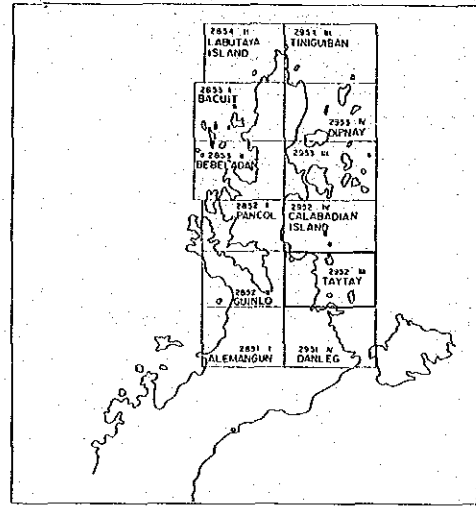 2854 II
LABUTAYA
ISLAND
2954 III
TINIGUIBAN
2853 I
BACUIT
2953 IV
DIPNAY
2853 II
BEBELADAN
2953 III
2852 I
PANCOL
2952 IV
CALABADIAN
ISLAND
2852 II
GUINLO
2952 III
TAYTAY
2851 I
ALEMANGUN
2951 IV
DANLEG